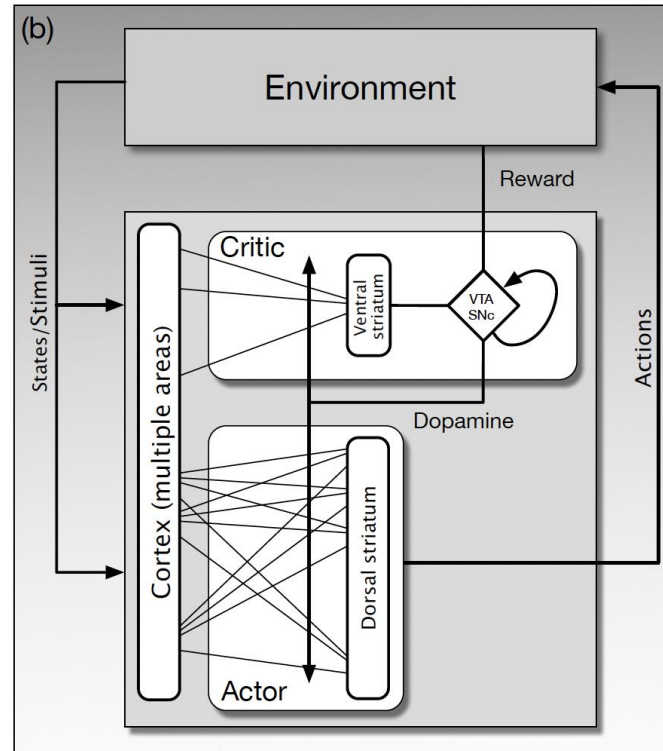 (b)
Environment
Reward
States/Stimuli
Cortex (multiple areas)
Critic
Ventral
striatum
VTA
SNc
Dopamine
Dorsal striatum
Actor
Actions